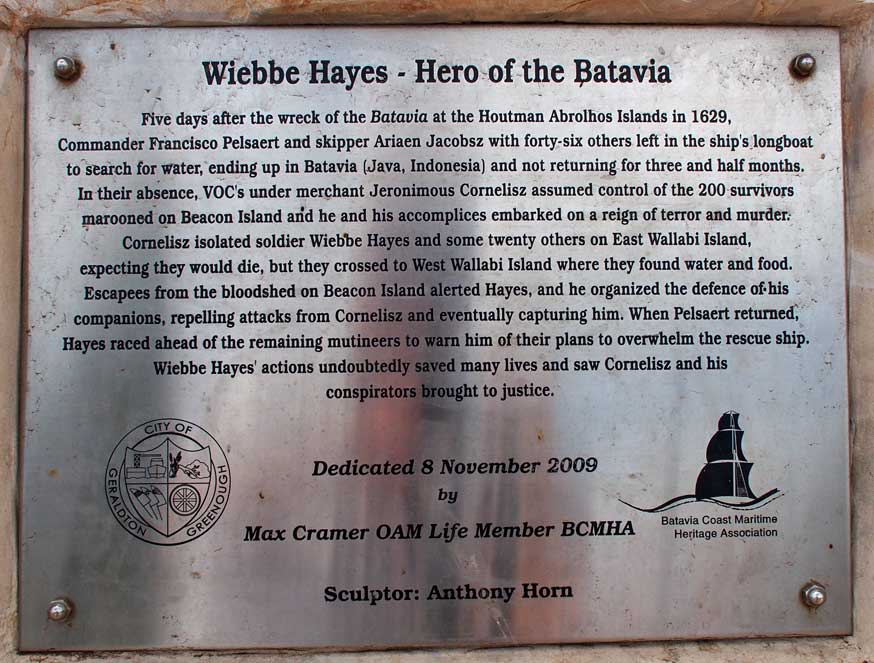 Wiebbe Hayes - Hero of the Batavia
Five days after the wreck of the Batavia at the Houtman Abrolhos Islands in 1629,
Commander Francisco Pelsaert and skipper Ariaen Jacobsz with forty-six others left in the ship's longboat
to search for water, ending up in Batavia (Java, Indonesia) and not returning for three and half months.
In their absence, VOC's under merchant Jeronimous Cornelisz assumed control of the 200 survivors
marooned on Beacon Island and he and his accomplices embarked on a reign of terror and murder.
Cornelisz isolated soldier Wiebbe Hayes and some twenty others on East Wallabi Island,
expecting they would die, but they crossed to West Wallabi Island where they found water and food.
Escapees from the bloodshed on Beacon Island alerted Hayes, and he organized the defence of his
companions, repelling attacks from Cornelisz and eventually capturing him. When Pelsaert returned,
Hayes raced ahead of the remaining mutineers to warn him of their plans to overwhelm the rescue ship.
Wiebbe Hayes' actions undoubtedly saved many lives and saw Cornelisz and his
conspirators brought to justice.
CITY OF
GERALDTON
GREENOUGH
Dedicated 8 November 2009
by
Max Cramer OAM Life Member BCMHA
Batavia Coast Maritime
Heritage Association
Sculptor: Anthony Horn